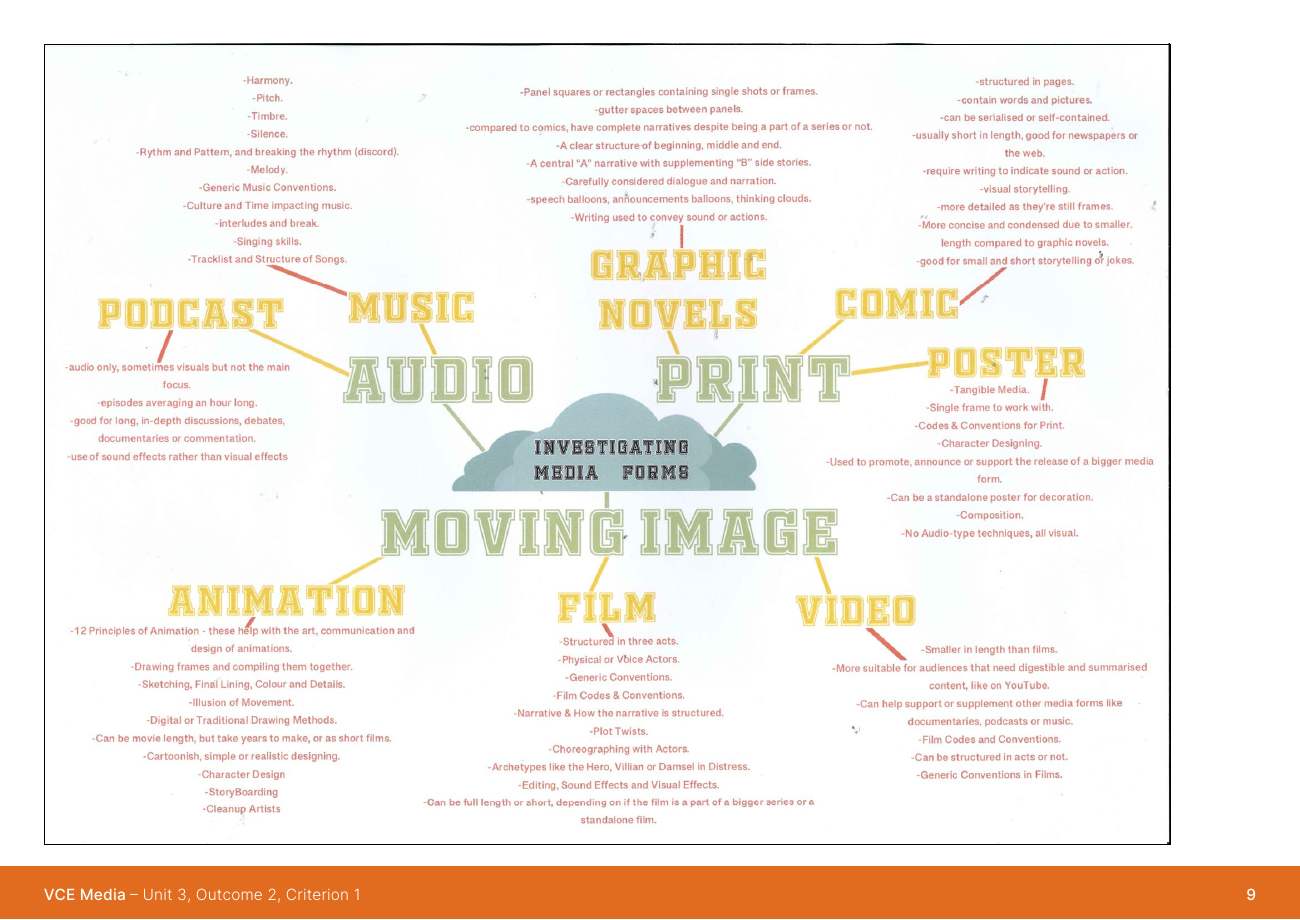 -Harmony.
-Pitch.
-Timbre.
-Silence.
-Rythm and Pattern, and breaking the rhythm (discord).
-Melody.
-Generic Music Conventions.
-Culture and Time impacting music.
-interludes and break.
-Singing skills.
-Tracklist and Structure of Songs.
MUSIC
-Panel squares or rectangles containing single shots or frames.
-gutter spaces between panels.
-compared to comics, have complete narratives despite being a part of a series or not.
-A clear structure of beginning, middle and end.
-A central “A” narrative with supplementing “B” side stories.
-Carefully considered dialogue and narration.
-speech balloons, announcements balloons, thinking clouds.
-Writing used to convey sound or actions.
GRAPHIC
NOVELS
-structured in pages.
-contain words and pictures.
-can be serialised or self-contained.
-usually short in length, good for newspapers or
the web.
-require writing to indicate sound or action.
-visual storytelling.
-more detailed as they're still frames.
-More concise and condensed due to smaller.
length compared to graphic novels.
-good for small and short storytelling or jokes.
COMIC
PODCAST
-audio only, sometimes visuals but not the main
focus.
-episodes averaging an hour long.
-good for long, in-depth discussions, debates,
documentaries or commentation.
-use of sound effects rather than visual effects
AUDIO
PRINT
POSTER
-Tangible Media.
-Single frame to work with.
-Codes & Conventions for Print.
-Character Designing.
-Used to promote, announce or support the release of a bigger media
form.
-Can be a standalone poster for decoration.
-Composition.
-No Audio-type techniques, all visual.
INVESTIGATING
MEDIA FORMS
MOVING IMAGE
ANIMATION
-12 Principles of Animation - these help with the art, communication and
design of animations.
-Drawing frames and compiling them together.
-Sketching, Final Lining, Colour and Details.
-Illusion of Movement.
-Digital or Traditional Drawing Methods.
-Can be movie length, but take years to make, or as short films.
-Cartoonish, simple or realistic designing.
-Character Design
-StoryBoarding
-Cleanup Artists
FILM
-Structured in three acts.
-Physical or Voice Actors.
-Generic Conventions.
-Film Codes & Conventions.
-Narrative & How the narrative is structured.
-Plot Twists.
-Choreographing with Actors.
-Archetypes like the Hero, Villian or Damsel in Distress.
-Editing, Sound Effects and Visual Effects.
-Can be full length or short, depending on if the film is a part of a bigger series or a
standalone film.
VIDEO
-Smaller in length than films.
-More suitable for audiences that need digestible and summarised
content, like on YouTube.
-Can help support or supplement other media forms like
documentaries, podcasts or music.
-Film Codes and Conventions.
-Can be structured in acts or not.
-Generic Conventions in Films.
VCE Media – Unit 3, Outcome 2, Criterion 1
9